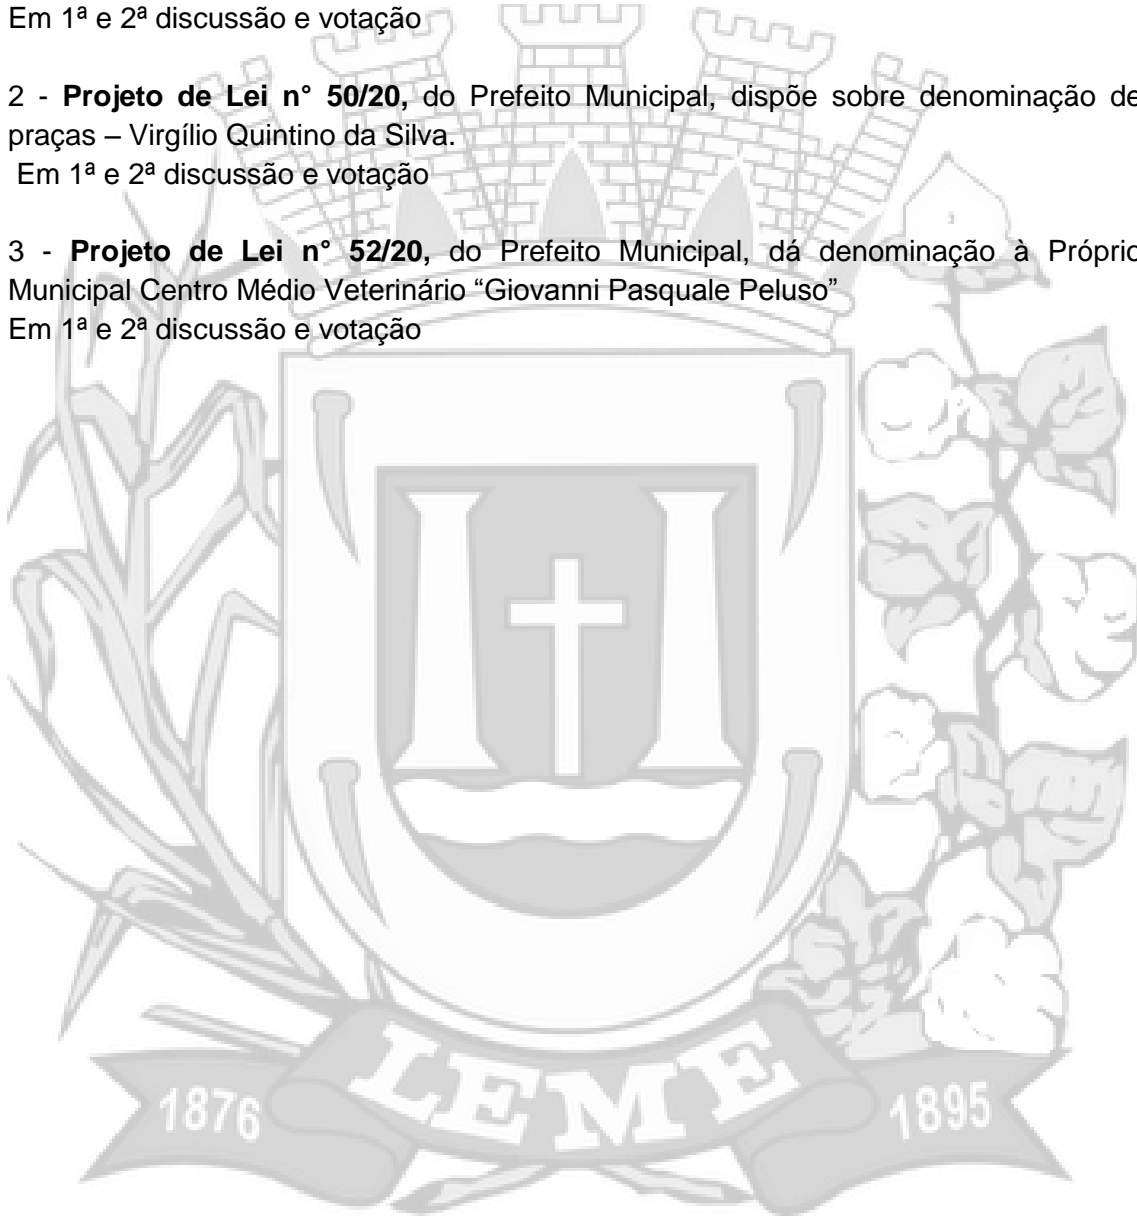 Em 1ª e 2ª discussão e votação
2 - Projeto de Lei n° 50/20, do Prefeito Municipal, dispõe sobre denominação de
praças – Virgílio Quintino da Silva.
Em 1ª e 2ª discussão e votação
3 - Projeto de Lei n° 52/20, do Prefeito Municipal, dá denominação à Próprio
Municipal Centro Médio Veterinário “Giovanni Pasquale Peluso”
Em 1ª e 2ª discussão e votação
LEME
1876
1895